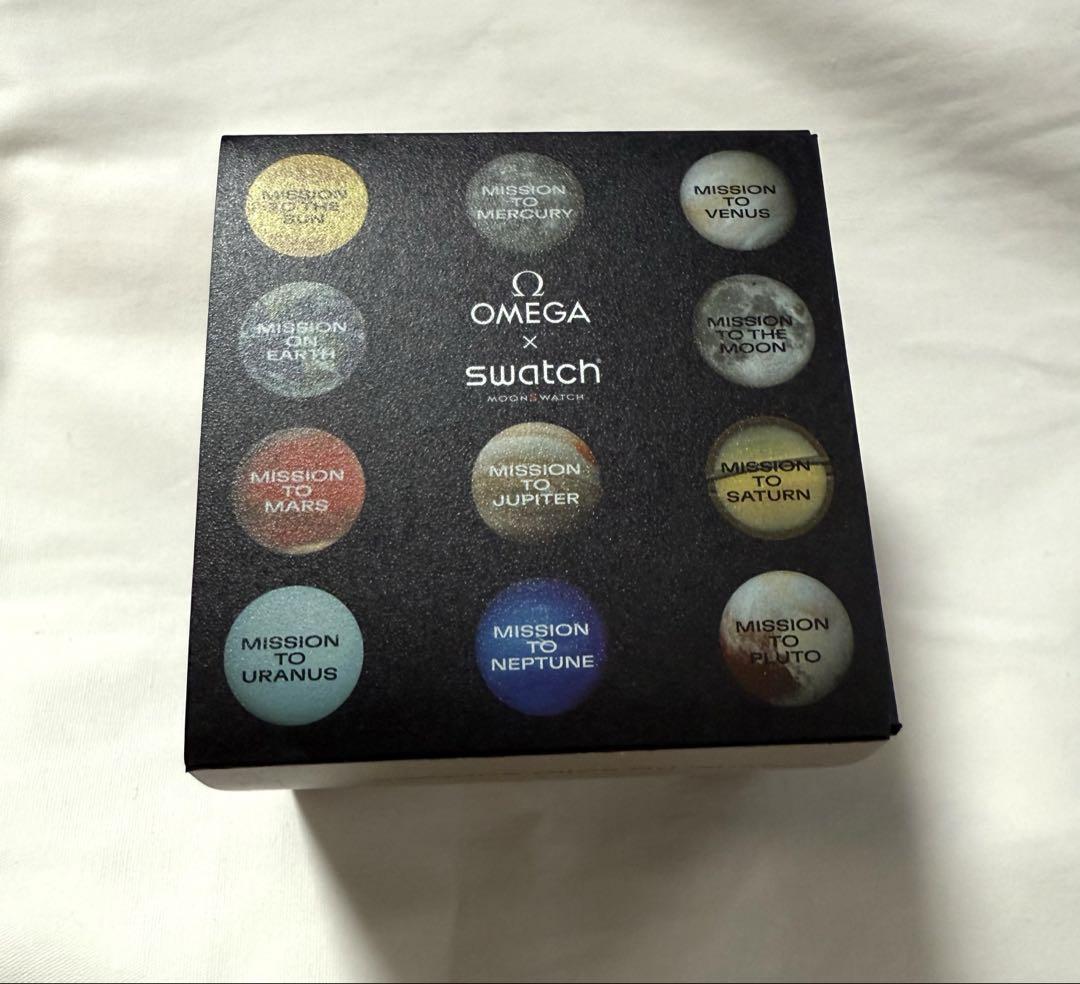 MISSION
TO THE
SUN
MISSION
TO
MERCURY
MISSION
TO
VENUS
Ω
OMEGA
×
swatch®
MOONSWATCH
MISSION
ON
EARTH
MISSION
TO THE
MOON
MISSION
TO
MARS
MISSION
TO
JUPITER
MISSION
TO
SATURN
MISSION
TO
URANUS
MISSION
TO
NEPTUNE
MISSION
TO
PLUTO